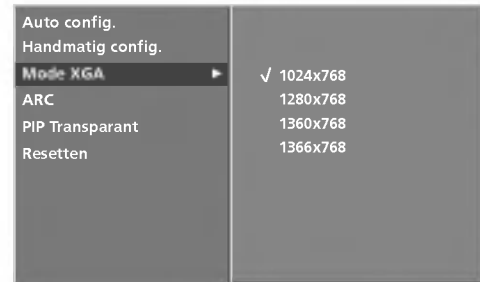 Auto config.
Handmatig config.
Mode XGA ▶
ARC
PIP Transparant
Resetten
√ 1024x768
1280x768
1360x768
1366x768